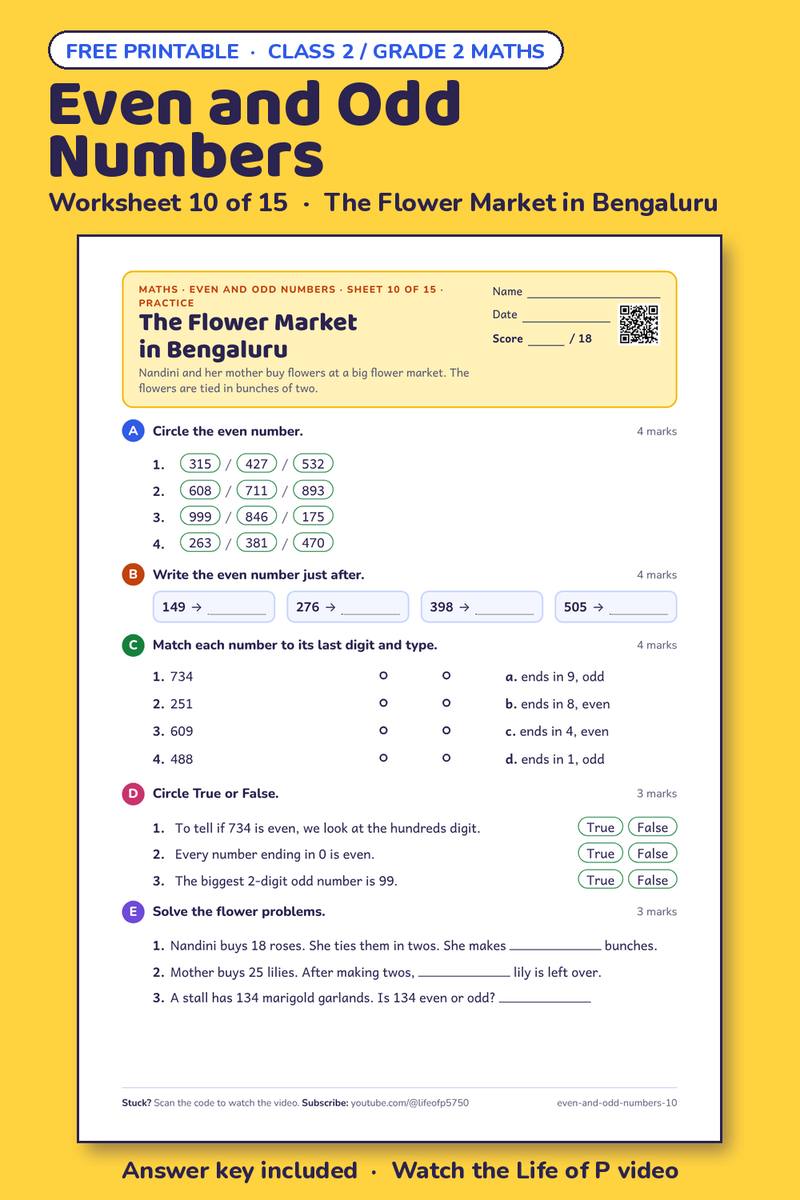 FREE PRINTABLE · CLASS 2 / GRADE 2 MATHS
Even and Odd
Numbers
Worksheet 10 of 15 · The Flower Market in Bengaluru
MATHS · EVEN AND ODD NUMBERS · SHEET 10 OF 15 ·
PRACTICE
The Flower Market
in Bengaluru
Nandini and her mother buy flowers at a big flower market. The
flowers are tied in bunches of two.
Name ____________
Date ____________
Score _____ / 18
A Circle the even number. 4 marks
1. 315 / 427 / 532
2. 608 / 711 / 893
3. 999 / 846 / 175
4. 263 / 381 / 470
B Write the even number just after. 4 marks
149 → ________ 276 → ________ 398 → ________ 505 → ________
C Match each number to its last digit and type. 4 marks
1. 734 a. ends in 9, odd
2. 251 b. ends in 8, even
3. 609 c. ends in 4, even
4. 488 d. ends in 1, odd
D Circle True or False. 3 marks
1. To tell if 734 is even, we look at the hundreds digit. True False
2. Every number ending in 0 is even. True False
3. The biggest 2-digit odd number is 99. True False
E Solve the flower problems. 3 marks
1. Nandini buys 18 roses. She ties them in twos. She makes ____________ bunches.
2. Mother buys 25 lilies. After making twos, ____________ lily is left over.
3. A stall has 134 marigold garlands. Is 134 even or odd? ____________
Stuck? Scan the code to watch the video. Subscribe: youtube.com/@lifeofp5750 even-and-odd-numbers-10
Answer key included · Watch the Life of P video